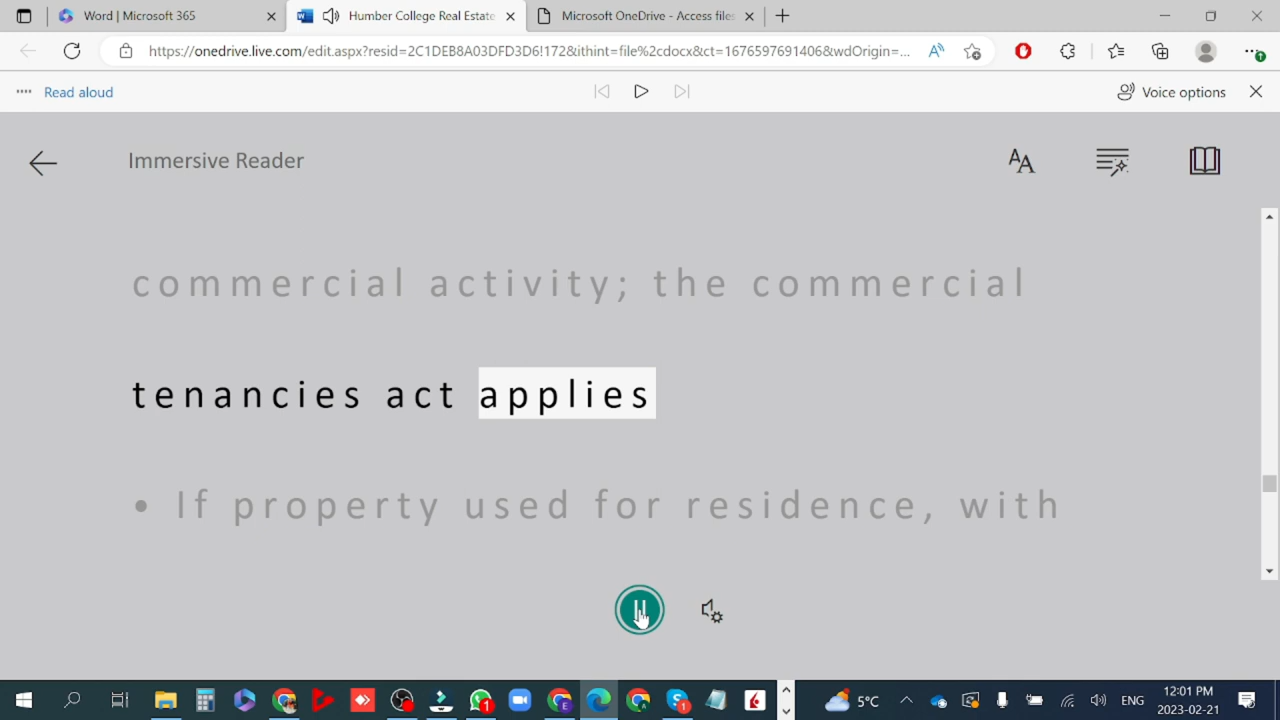 Word | Microsoft 365
Humber College Real Estate
Microsoft OneDrive - Access files
https://onedrive.live.com/edit.aspx?resid=2C1DEB8A03DFD3D6!172&ithint=file%2cdocx&ct=1676597691406&wdOrigin=...
Read aloud
Voice options
Immersive Reader
commercial activity; the commercial
tenancies act applies
• If property used for residence, with
5°C
ENG
12:01 PM
2023-02-21